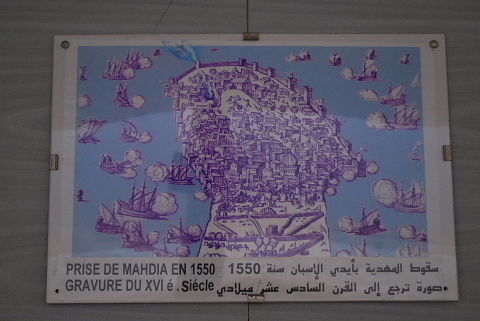 PRISE DE MAHDIA EN 1550
GRAVURE DU XVI é . Siécle
سقوط المهدية بأيدي الإسبان سنة 1550
صورة ترجع إلى القرن السادس عشر ميلادي